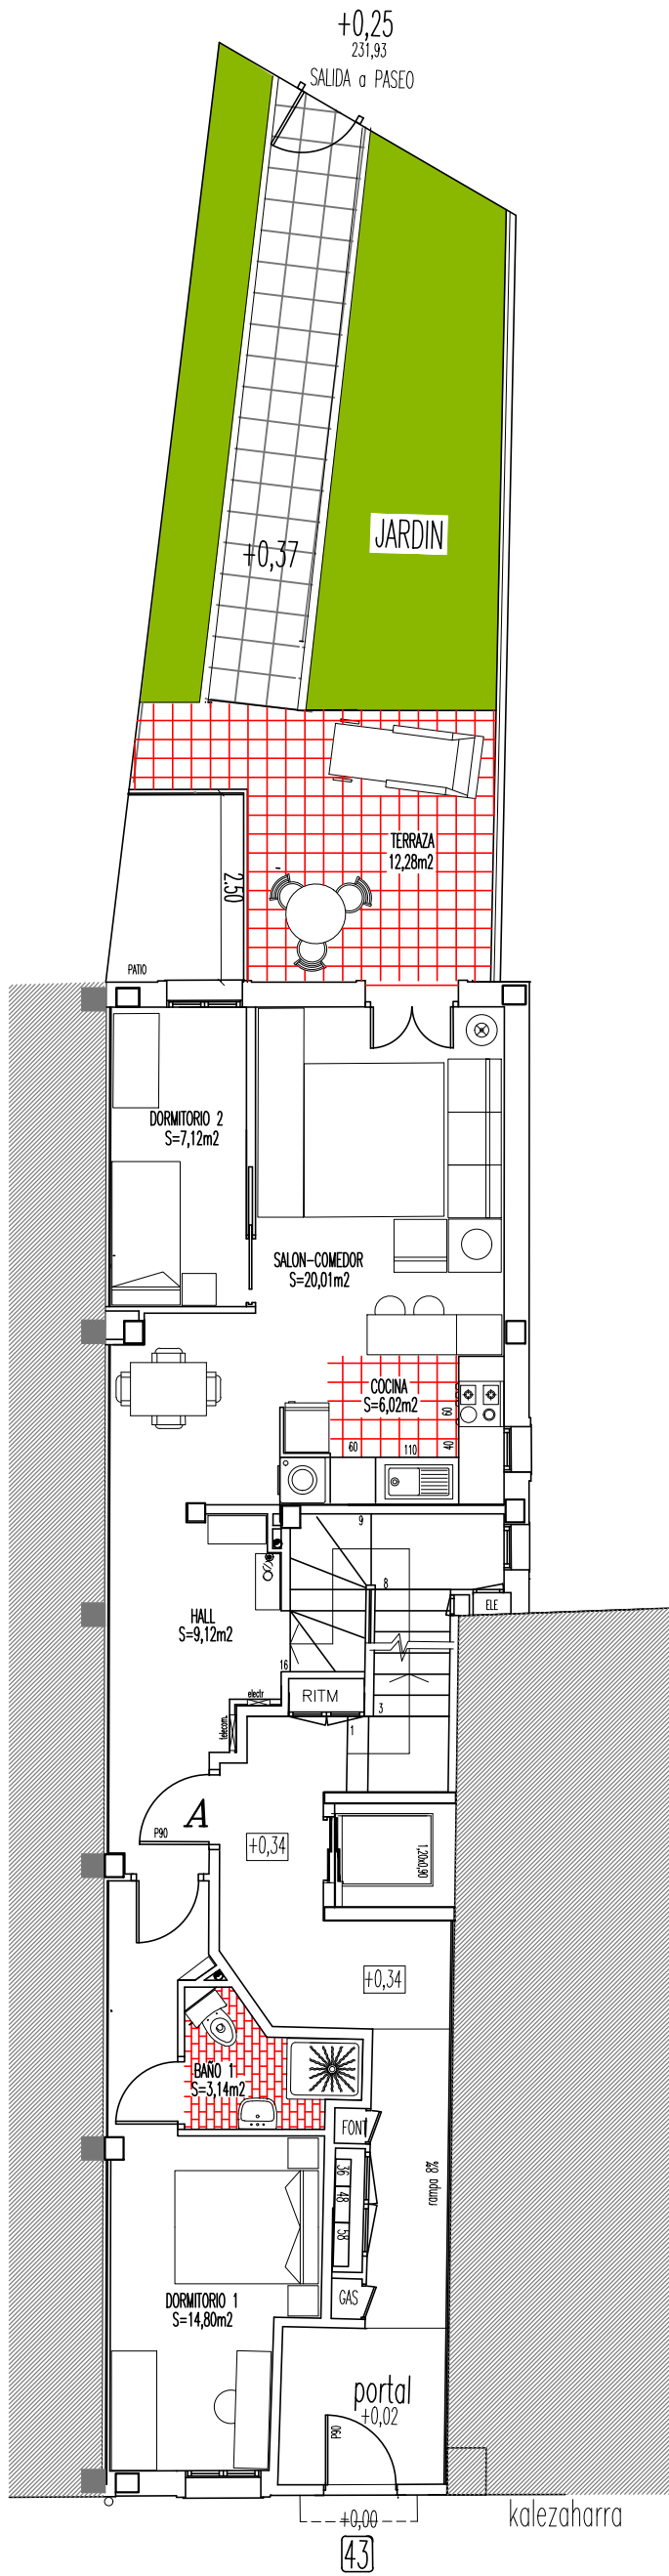 +0,25
231,93
SALIDA a PASEO
JARDIN
+0,37
TERRAZA
12,28m2
2.50
PATIO
DORMITORIO 2
S=7,12m2
SALON-COMEDOR
S=20,01m2
COCINA
S=6,02m2
60
60
110
40
9
8
HALL
S=9,12m2
ELE
16
RITM
electr
telecom.
3
1
A
P90
+0,34
1,20x0,90
+0,34
BAÑO 1
S=3,14m2
FONT
36
48
58
rampa 8%
DORMITORIO 1
S=14,80m2
GAS
portal
+0,02
P90
+0,00
kalezaharra
43